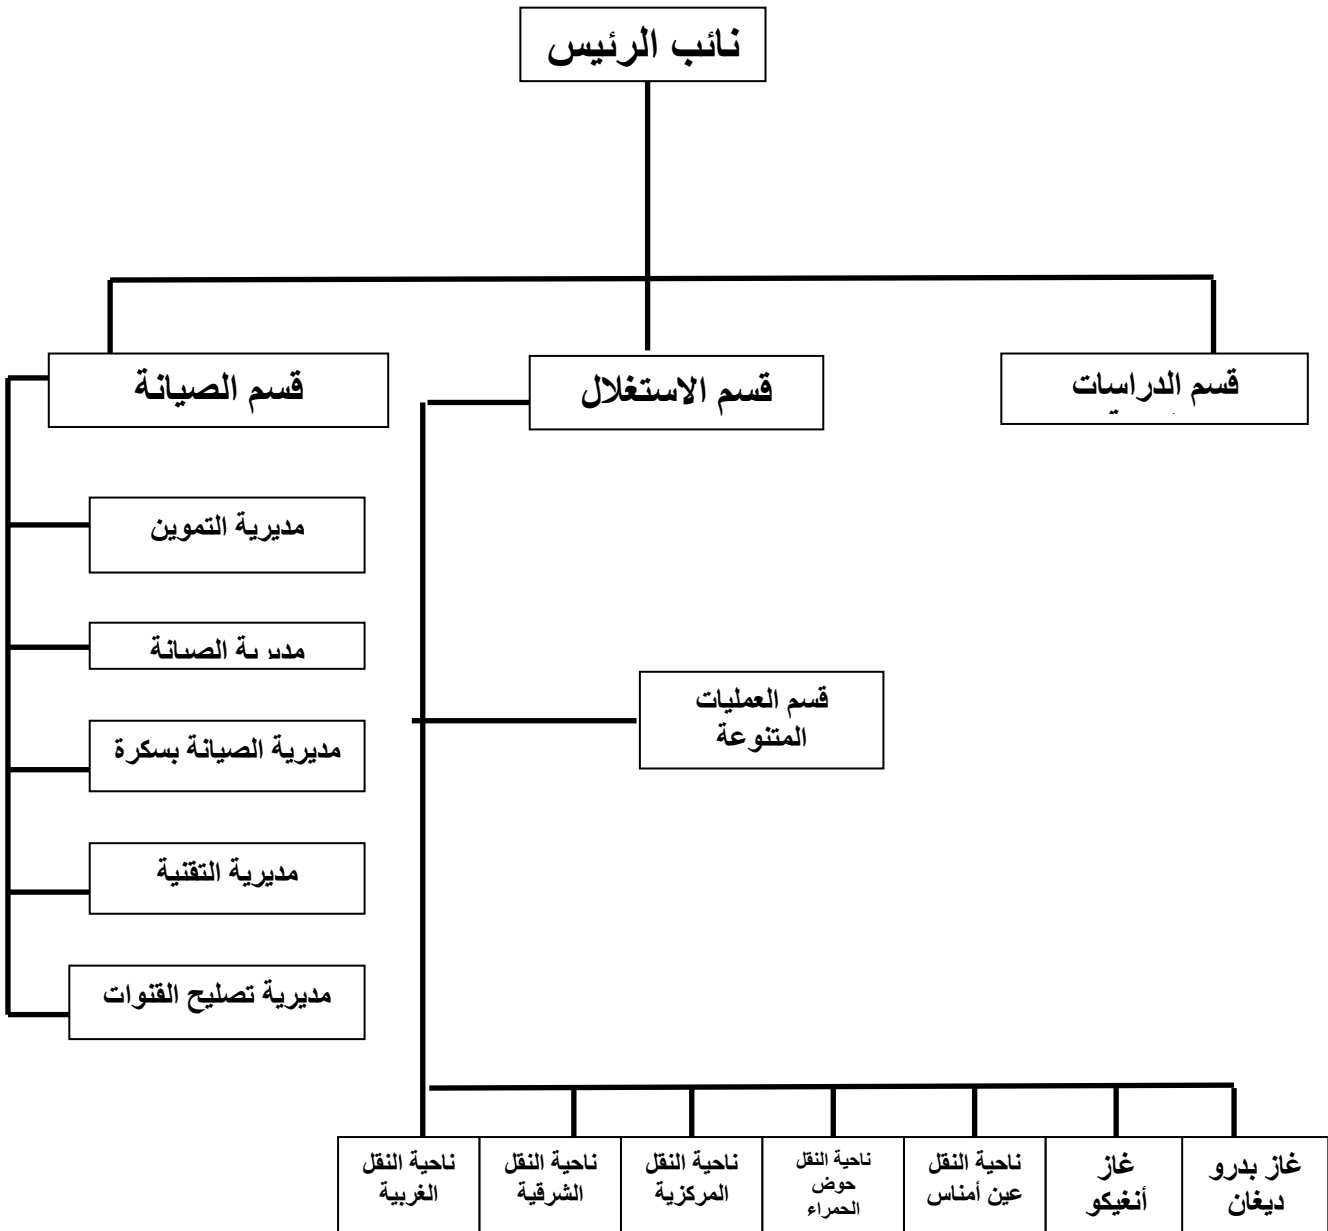 نائب الرئيس
قسم الدراسات
قسم الاستغلال
قسم الصيانة
مديرية التموين
مديرية الصيانة
قسم العمليات
المتنوعة
مديرية الصيانة بسكرة
مديرية التقنية
مديرية تصليح القنوات
غاز بدرو
ديغان
غاز
أنغيكو
ناحية النقل
عين أمناس
ناحية النقل
حوض
الحمراء
ناحية النقل
المركزية
ناحية النقل
الشرقية
ناحية النقل
الغربية